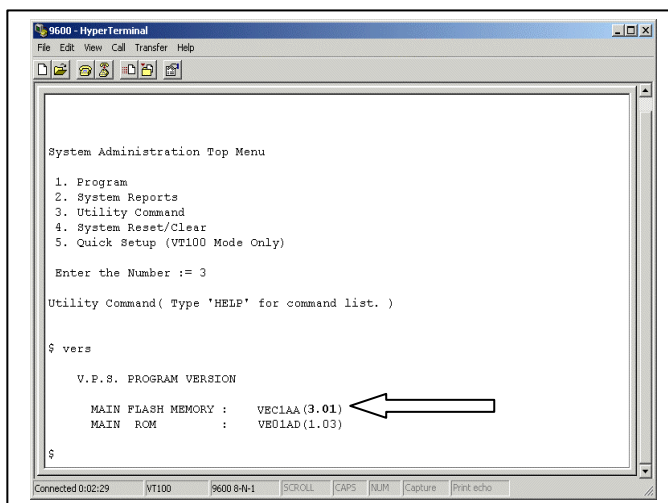 9600 - HyperTerminal
File Edit View Call Transfer Help
System Administration Top Menu
1. Program
2. System Reports
3. Utility Command
4. System Reset/Clear
5. Quick Setup (VT100 Mode Only)
Enter the Number := 3
Utility Command( Type 'HELP' for command list. )
$ vers
V.P.S. PROGRAM VERSION
MAIN FLASH MEMORY : VEC1AA(3.01)
MAIN ROM : VE01AD(1.03)
$
Connected 0:02:29 VT100 9600 8-N-1 SCROLL CAPS NUM Capture Print echo